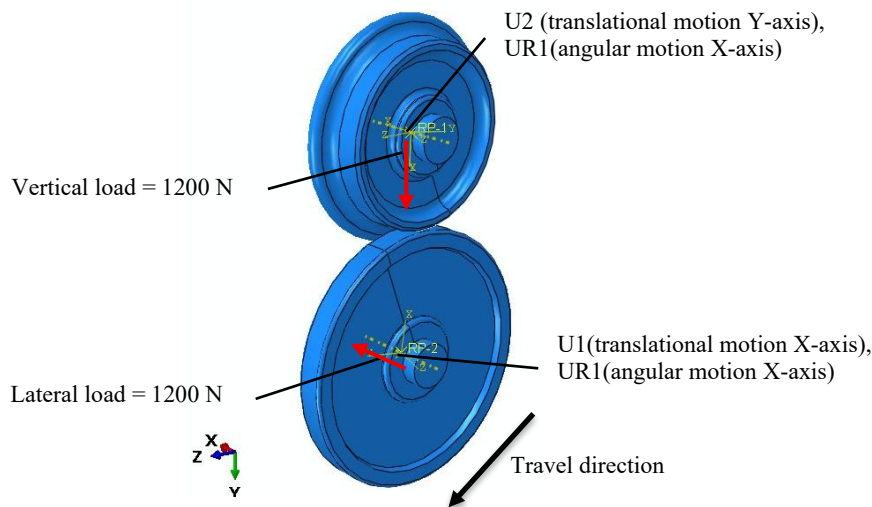 U2 (translational motion Y-axis),
UR1(angular motion X-axis)
X
Z
RP-1
Y
Z
X
Vertical load = 1200 N
X
RP-2
Z
U1(translational motion X-axis),
UR1(angular motion X-axis)
Lateral load = 1200 N
Travel direction
X
Z
Y